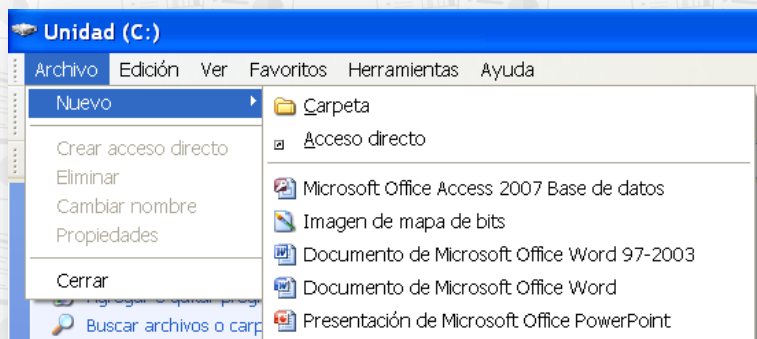 Unidad (C:)
Archivo Edición Ver Favoritos Herramientas Ayuda
Nuevo
Crear acceso directo
Eliminar
Cambiar nombre
Propiedades
Cerrar
Carpeta
Acceso directo
Microsoft Office Access 2007 Base de datos
Imagen de mapa de bits
Documento de Microsoft Office Word 97-2003
Documento de Microsoft Office Word
Presentación de Microsoft Office PowerPoint
Buscar archivos o carp